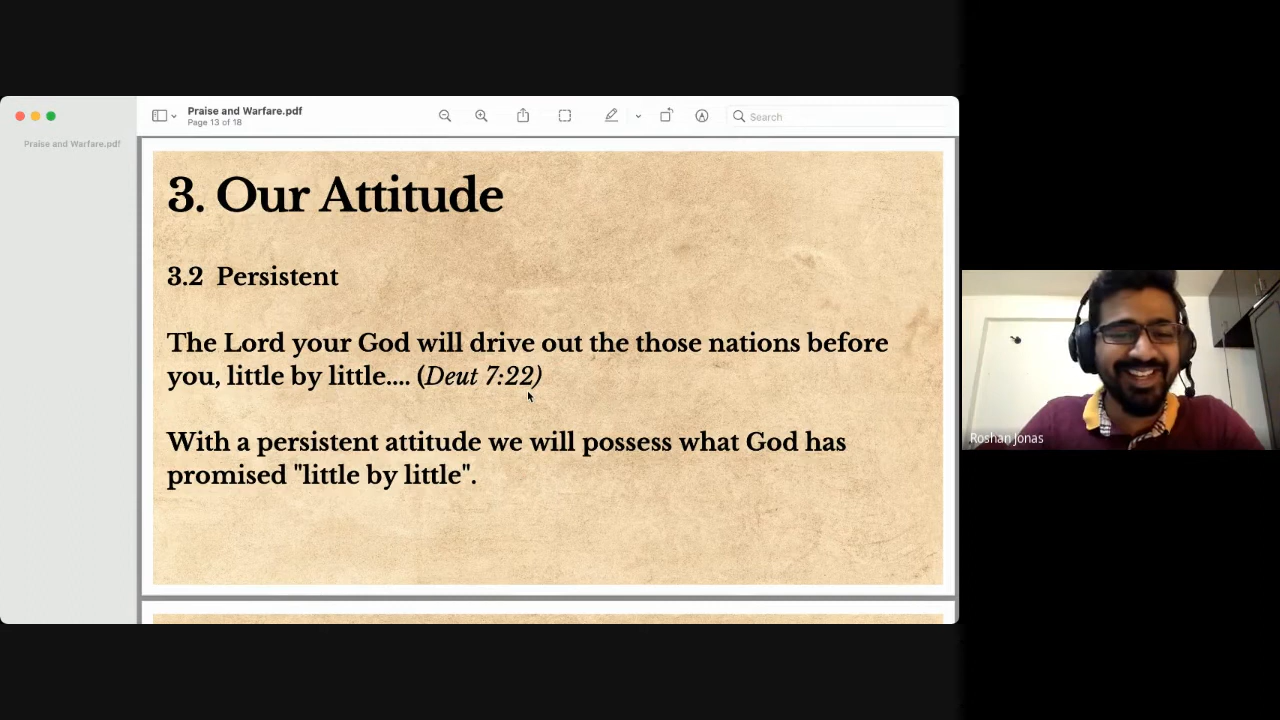 Praise and Warfare.pdf
Page 13 of 18
Search
Praise and Warfare.pdf
3. Our Attitude
3.2 Persistent
The Lord your God will drive out the those nations before
you, little by little.... (Deut 7:22)
With a persistent attitude we will possess what God has
promised "little by little".
Roshan Jonas